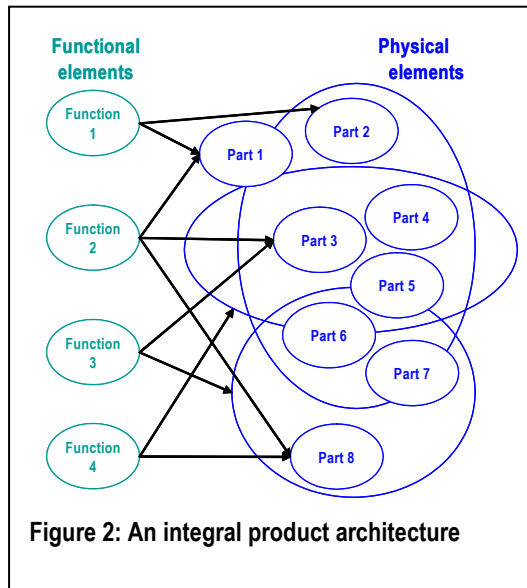 Functional
elements
Physical
elements
Function
1
Part 2
Part 1
Function
2
Part 4
Part 3
Part 5
Function
3
Part 6
Part 7
Function
4
Part 8
Figure 2: An integral product architecture